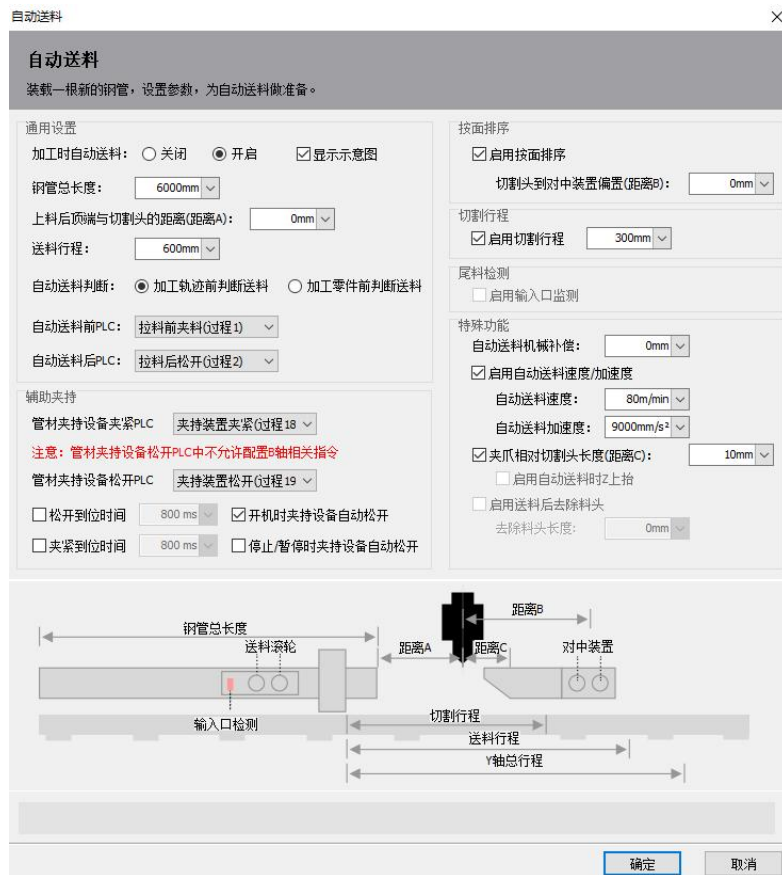 自动送料
自动送料
装载一根新的钢管，设置参数，为自动送料做准备。
通用设置
加工时自动送料： 关闭 开启 显示示意图
钢管总长度： 6000mm
上料后顶端与切割头的距离(距离A)： 0mm
送料行程： 600mm
自动送料判断： 加工轨迹前判断送料 加工零件前判断送料
自动送料前PLC： 拉料前夹料(过程1)
自动送料后PLC： 拉料后松开(过程2)
辅助夹持
管材夹持设备夹紧PLC 夹持装置夹紧(过程18
注意：管材夹持设备松开PLC中不允许配置B轴相关指令
管材夹持设备松开PLC 夹持装置松开(过程19
松开到位时间 800 ms 开机时夹持设备自动松开
夹紧到位时间 800 ms 停止/暂停时夹持设备自动松开
按面排序
启用按面排序
切割头到对中装置偏置(距离B)： 0mm
切割行程
启用切割行程 300mm
尾料检测
启用输入口监测
特殊功能
自动送料机械补偿： 0mm
启用自动送料速度/加速度
自动送料速度： 80m/min
自动送料加速度： 9000mm/s²
夹爪相对切割头长度(距离C)： 10mm
启用自动送料时Z上抬
启用送料后去除料头
去除料头长度： 0mm
钢管总长度
送料滚轮
输入口检测
距离A
距离B
距离C
对中装置
切割行程
送料行程
Y轴总行程
确定 取消